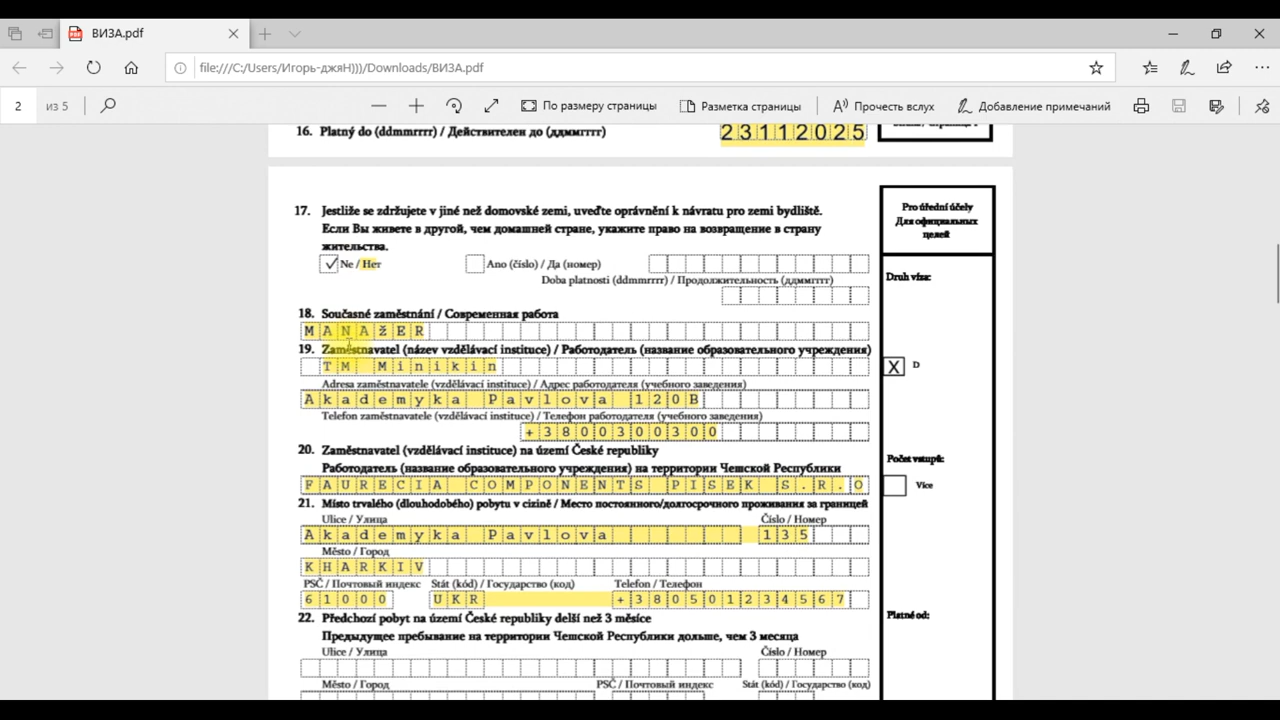 ВИЗА.pdf
file:///C:/Users/Игорь-джяН)))/Downloads/ВИЗА.pdf
2 из 5 По размеру страницы Разметка страницы Прочесть вслух Добавление примечаний
16. Platný do (ddmmrrrr) / Действителен до (ддммгггг) 23112025
17. Jestliže se zdržujete v jiné než domovské zemi, uveďte oprávnění k návratu pro zemi bydliště.
Если Вы живете в другой, чем домашней стране, укажите право на возвращение в страну
жительства.
Ne / Нет Ano (číslo) / Да (номер)
Doba platnosti (ddmmrrrr) / Продолжительность (ддммгггг)
18. Současné zaměstnání / Современная работа
MANAžER
19. Zaměstnavatel (název vzdělávací instituce) / Работодатель (название образовательного учреждения)
TM Minikin
Adresa zaměstnavatele (vzdělávací instituce) / Адрес работодателя (учебного заведения)
Akademyka Pavlova 120B
Telefon zaměstnavatele (vzdělávací instituce) / Телефон работодателя (учебного заведения)
+3800300300
20. Zaměstnavatel (vzdělávací instituce) na území České republiky
Работодатель (название образовательного учреждения) на территории Чешской Республики
FAURECIA COMPONENTS PISEK S.R.O
21. Místo trvalého (dlouhodobého) pobytu v cizině / Место постоянного/долгосрочного проживания за границей
Ulice / Улица Číslo / Номер
Akademyka Pavlova 135
Město / Город
KHARKIV
PSČ / Почтовый индекс Stát (kód) / Государство (код) Telefon / Телефон
61000 UKR +380501234567
22. Předchozí pobyt na území České republiky delší než 3 měsíce
Предыдущее пребывание на территории Чешской Республики дольше, чем 3 месяца
Ulice / Улица Číslo / Номер
Město / Город PSČ / Почтовый индекс Stát (kód) / Государство (код)
Pro úřední účely
Для официальных
целей
Druh víza:
X D
Počet vstupů:
Více
Platné od: